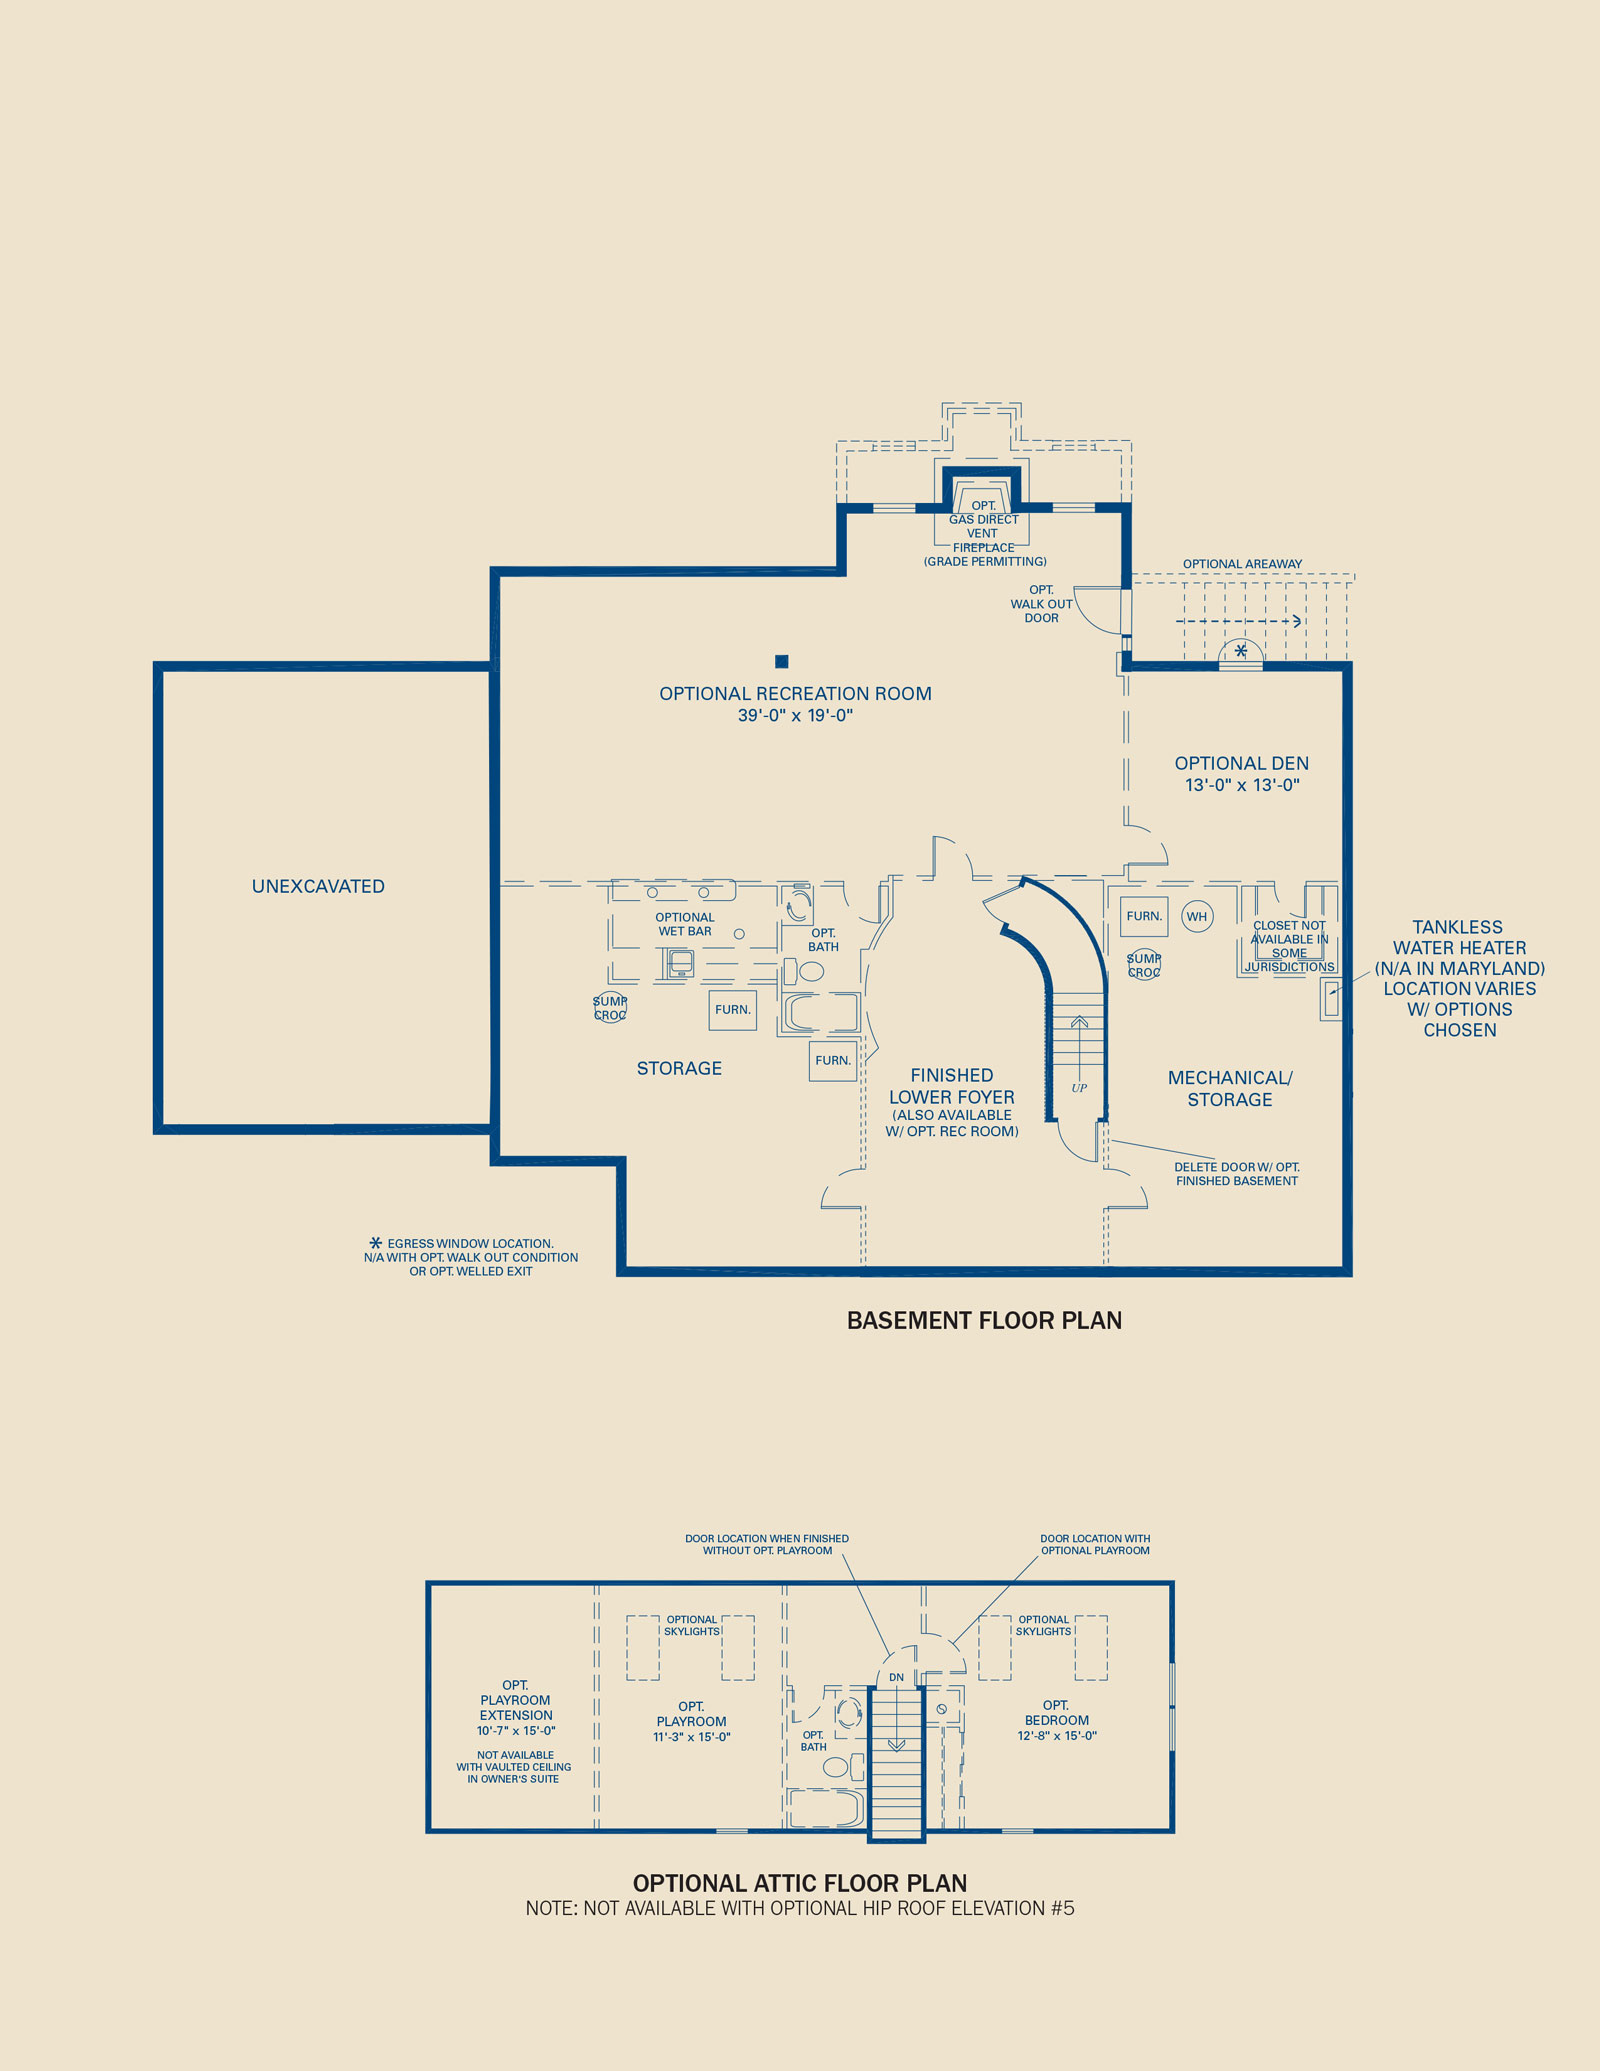 OPT.
GAS DIRECT
VENT
FIREPLACE
(GRADE PERMITTING)
OPTIONAL AREAWAY
OPT.
WALK OUT
DOOR
*
OPTIONAL RECREATION ROOM
39'-0" x 19'-0"
OPTIONAL DEN
13'-0" x 13'-0"
UNEXCAVATED
OPTIONAL
WET BAR
OPT.
BATH
FURN.
WH
CLOSET NOT
AVAILABLE IN
SOME
JURISDICTIONS
SUMP
CROC
TANKLESS
WATER HEATER
(N/A IN MARYLAND)
LOCATION VARIES
W/ OPTIONS
CHOSEN
SUMP
CROC
FURN.
FURN.
STORAGE
FINISHED
LOWER FOYER
(ALSO AVAILABLE
W/ OPT. REC ROOM)
UP
MECHANICAL/
STORAGE
DELETE DOOR W/ OPT.
FINISHED BASEMENT
* EGRESS WINDOW LOCATION.
N/A WITH OPT. WALK OUT CONDITION
OR OPT. WELLED EXIT
BASEMENT FLOOR PLAN
DOOR LOCATION WHEN FINISHED
WITHOUT OPT. PLAYROOM
DOOR LOCATION WITH
OPTIONAL PLAYROOM
OPTIONAL
SKYLIGHTS
OPTIONAL
SKYLIGHTS
DN
OPT.
PLAYROOM
EXTENSION
10'-7" x 15'-0"
NOT AVAILABLE
WITH VAULTED CEILING
IN OWNER'S SUITE
OPT.
PLAYROOM
11'-3" x 15'-0"
OPT.
BATH
OPT.
BEDROOM
12'-8" x 15'-0"
OPTIONAL ATTIC FLOOR PLAN
NOTE: NOT AVAILABLE WITH OPTIONAL HIP ROOF ELEVATION #5